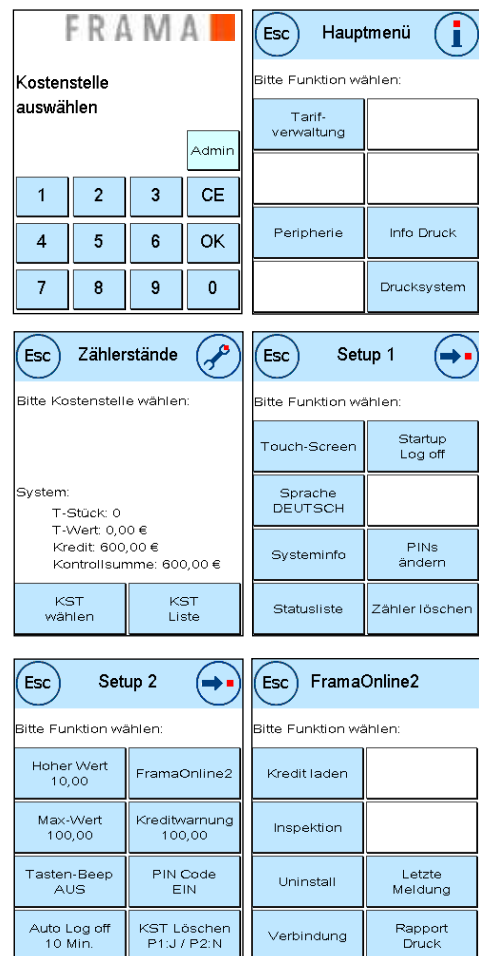 FRAMA
Kostenstelle
auswählen
Admin
1 2 3 CE
4 5 6 OK
7 8 9 0
Esc Hauptmenü i
Bitte Funktion wählen:
Tarif-
verwaltung
Peripherie Info Druck
Drucksystem
Esc Zählerstände
Bitte Kostenstelle wählen:
System:
T-Stück: 0
T-Wert: 0,00 €
Kredit: 600,00 €
Kontrollsumme: 600,00 €
KST
wählen
KST
Liste
Esc Setup 1
Bitte Funktion wählen:
Touch-Screen
Startup
Log off
Sprache
DEUTSCH
Systeminfo
PINs
ändern
Statusliste
Zähler löschen
Esc Setup 2
Bitte Funktion wählen:
Hoher Wert
10,00
FramaOnline2
Max-Wert
100,00
Kreditwarnung
100,00
Tasten-Beep
AUS
PIN Code
EIN
Auto Log off
10 Min.
KST Löschen
P1:J / P2:N
Esc FramaOnline2
Bitte Funktion wählen:
Kredit laden
Inspektion
Uninstall
Letzte
Meldung
Verbindung
Rapport
Druck